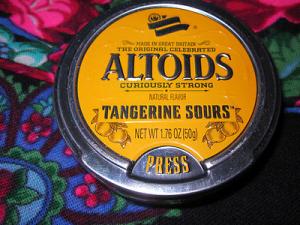 MADE IN GREAT BRITAIN
THE ORIGINAL CELEBRATED
ALTOIDS
CURIOUSLY STRONG
NATURAL FLAVOR
TANGERINE SOURS™
NET WT 1.76 OZ (50g)
PRESS